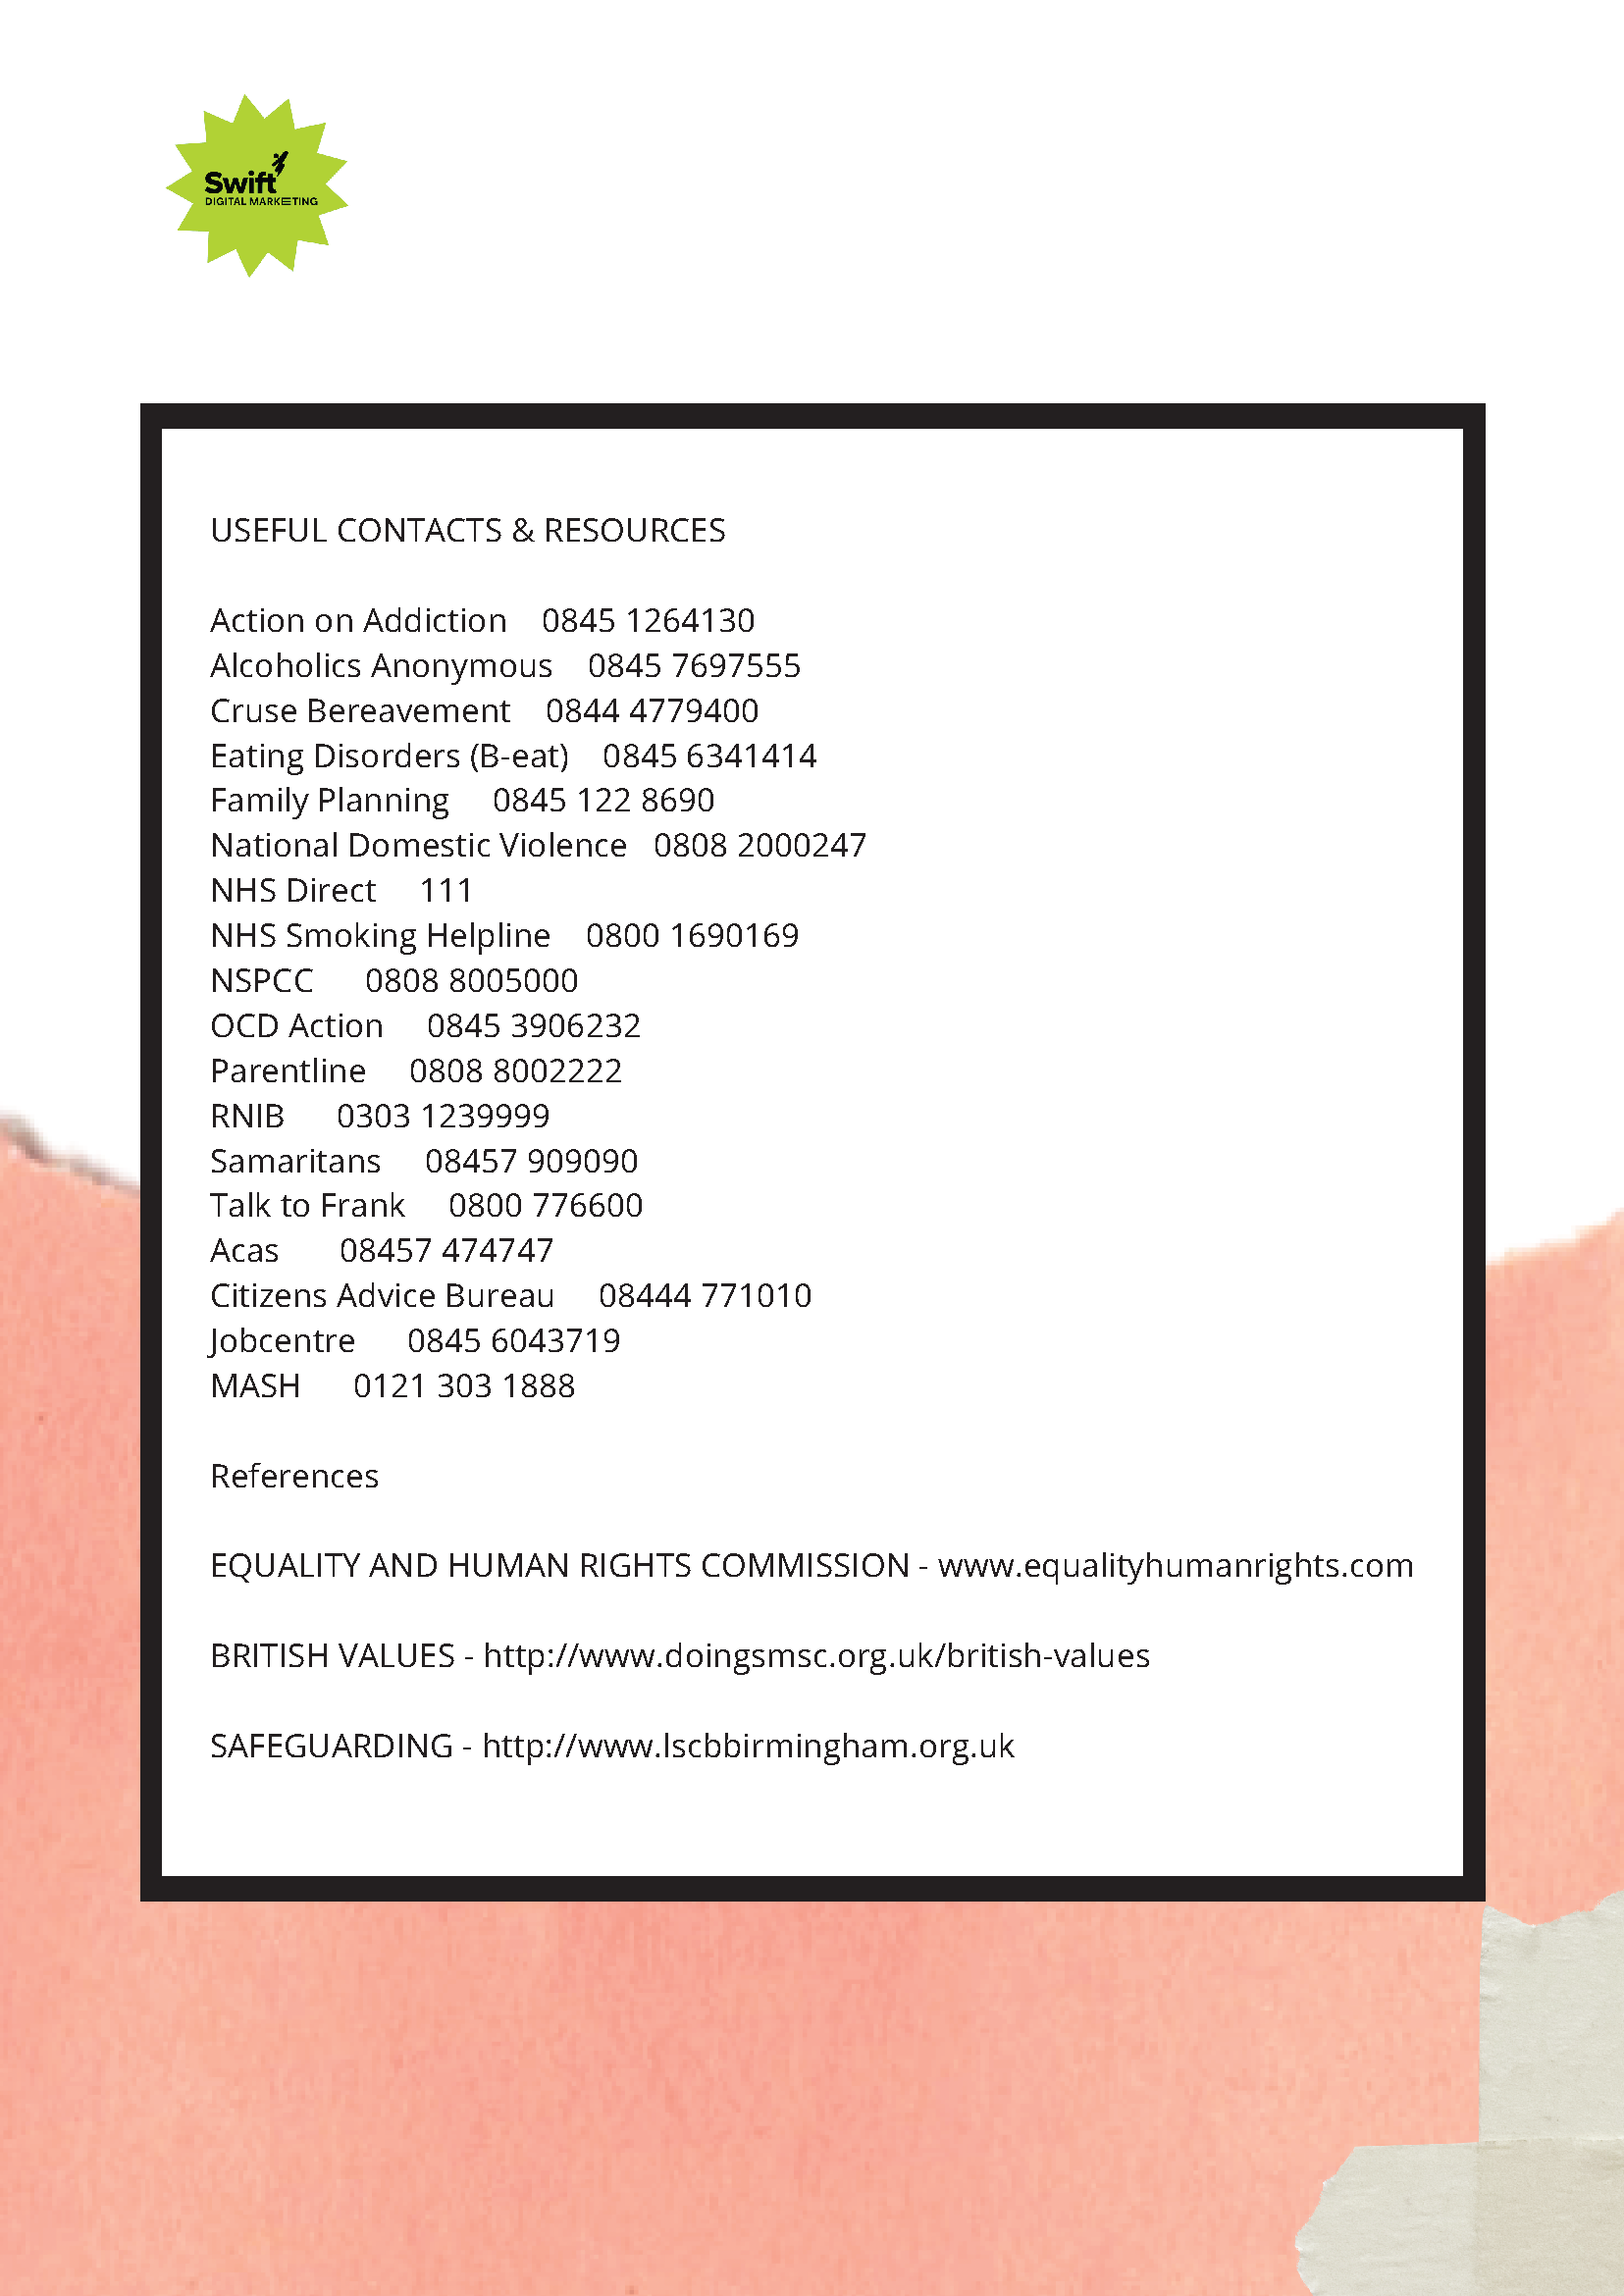 Swift
DIGITAL MARKETING
USEFUL CONTACTS & RESOURCES
Action on Addiction 0845 1264130
Alcoholics Anonymous 0845 7697555
Cruse Bereavement 0844 4779400
Eating Disorders (B-eat) 0845 6341414
Family Planning 0845 122 8690
National Domestic Violence 0808 2000247
NHS Direct 111
NHS Smoking Helpline 0800 1690169
NSPCC 0808 8005000
OCD Action 0845 3906232
Parentline 0808 8002222
RNIB 0303 1239999
Samaritans 08457 909090
Talk to Frank 0800 776600
Acas 08457 474747
Citizens Advice Bureau 08444 771010
Jobcentre 0845 6043719
MASH 0121 303 1888
References
EQUALITY AND HUMAN RIGHTS COMMISSION - www.equalityhumanrights.com
BRITISH VALUES - http://www.doingsmsc.org.uk/british-values
SAFEGUARDING - http://www.lscbbirmingham.org.uk